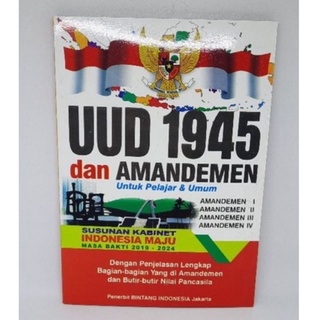 UUD 1945
dan AMANDEMEN
Untuk Pelajar & Umum
AMANDEMEN I
AMANDEMEN II
AMANDEMEN III
AMANDEMEN IV
SUSUNAN KABINET
INDONESIA MAJU
MASA BAKTI 2019 - 2024
Dengan Penjelasan Lengkap
Bagian-bagian Yang di Amandemen
dan Butir-butir Nilai Pancasila
Penerbit BINTANG INDONESIA Jakarta